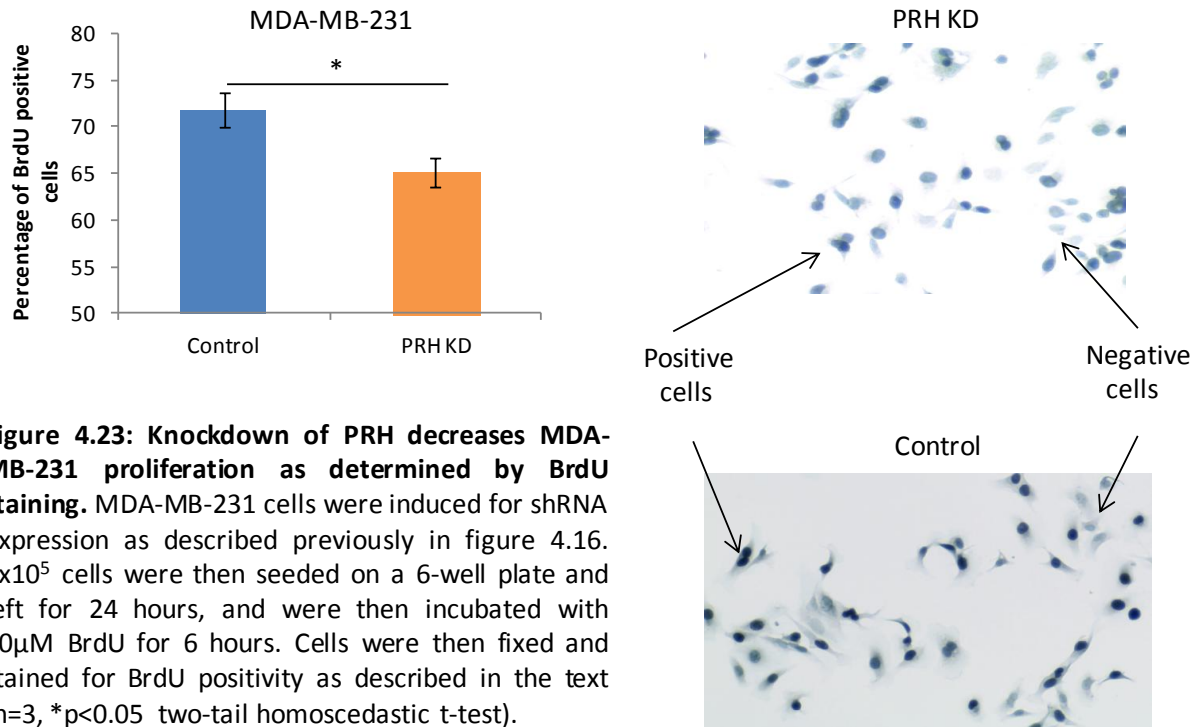 MDA-MB-231
80
75
70
65
60
55
50
Percentage of BrdU positive
cells
*
Control
PRH KD
PRH KD
Positive
cells
Negative
cells
Control
igure 4.23: Knockdown of PRH decreases MDA-
MB-231 proliferation as determined by BrdU
taining. MDA-MB-231 cells were induced for shRNA
xpression as described previously in figure 4.16.
x10⁵ cells were then seeded on a 6-well plate and
eft for 24 hours, and were then incubated with
0µM BrdU for 6 hours. Cells were then fixed and
tained for BrdU positivity as described in the text
n=3, *p<0.05 two-tail homoscedastic t-test).